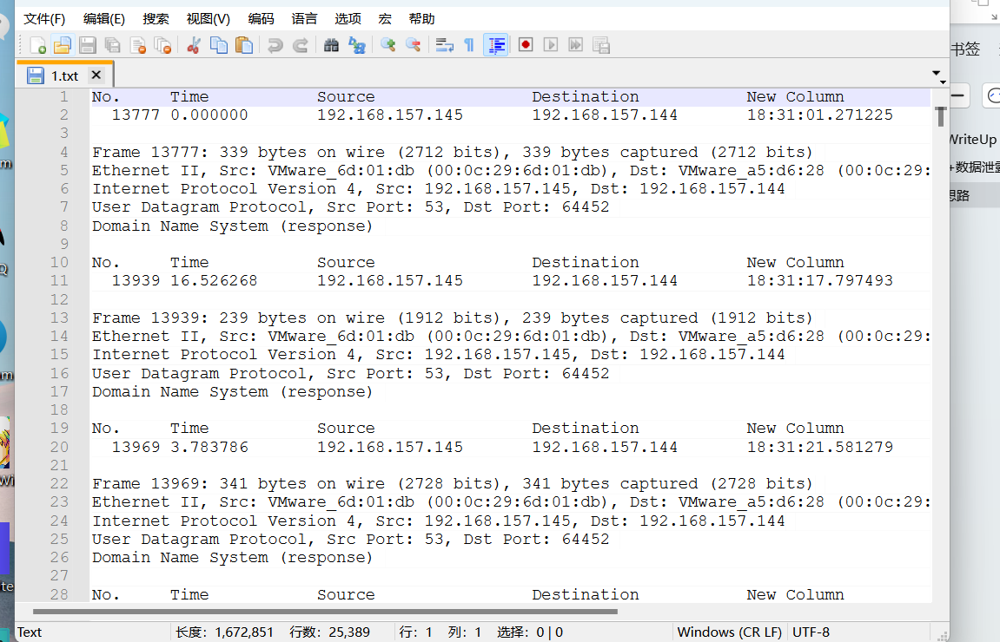 文件(F) 编辑(E) 搜索 视图(V) 编码 语言 选项 宏 帮助
书签
1.txt
1 No. Time Source Destination New Column
2 13777 0.000000 192.168.157.145 192.168.157.144 18:31:01.271225
3
WriteUp
4 Frame 13777: 339 bytes on wire (2712 bits), 339 bytes captured (2712 bits)
5 Ethernet II, Src: VMware_6d:01:db (00:0c:29:6d:01:db), Dst: VMware_a5:d6:28 (00:0c:29:
+数据泄露
6 Internet Protocol Version 4, Src: 192.168.157.145, Dst: 192.168.157.144
思路
7 User Datagram Protocol, Src Port: 53, Dst Port: 64452
8 Domain Name System (response)
9
10 No. Time Source Destination New Column
11 13939 16.526268 192.168.157.145 192.168.157.144 18:31:17.797493
12
13 Frame 13939: 239 bytes on wire (1912 bits), 239 bytes captured (1912 bits)
14 Ethernet II, Src: VMware_6d:01:db (00:0c:29:6d:01:db), Dst: VMware_a5:d6:28 (00:0c:29:
15 Internet Protocol Version 4, Src: 192.168.157.145, Dst: 192.168.157.144
16 User Datagram Protocol, Src Port: 53, Dst Port: 64452
17 Domain Name System (response)
18
19 No. Time Source Destination New Column
20 13969 3.783786 192.168.157.145 192.168.157.144 18:31:21.581279
21
22 Frame 13969: 341 bytes on wire (2728 bits), 341 bytes captured (2728 bits)
23 Ethernet II, Src: VMware_6d:01:db (00:0c:29:6d:01:db), Dst: VMware_a5:d6:28 (00:0c:29:
24 Internet Protocol Version 4, Src: 192.168.157.145, Dst: 192.168.157.144
25 User Datagram Protocol, Src Port: 53, Dst Port: 64452
26 Domain Name System (response)
27
28 No. Time Source Destination New Column
Text 长度: 1,672,851 行数: 25,389 行: 1 列: 1 选择: 0 | 0 Windows (CR LF) UTF-8